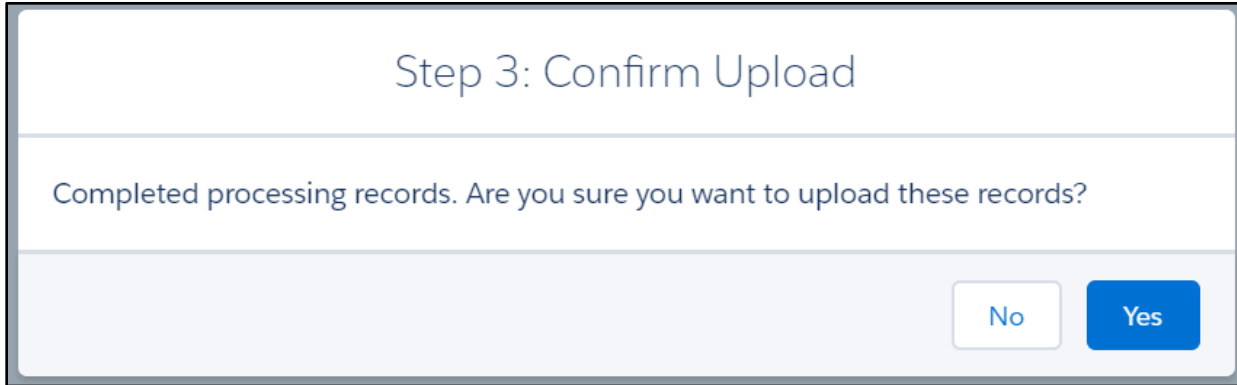 Step 3: Confirm Upload
Completed processing records. Are you sure you want to upload these records?
No
Yes